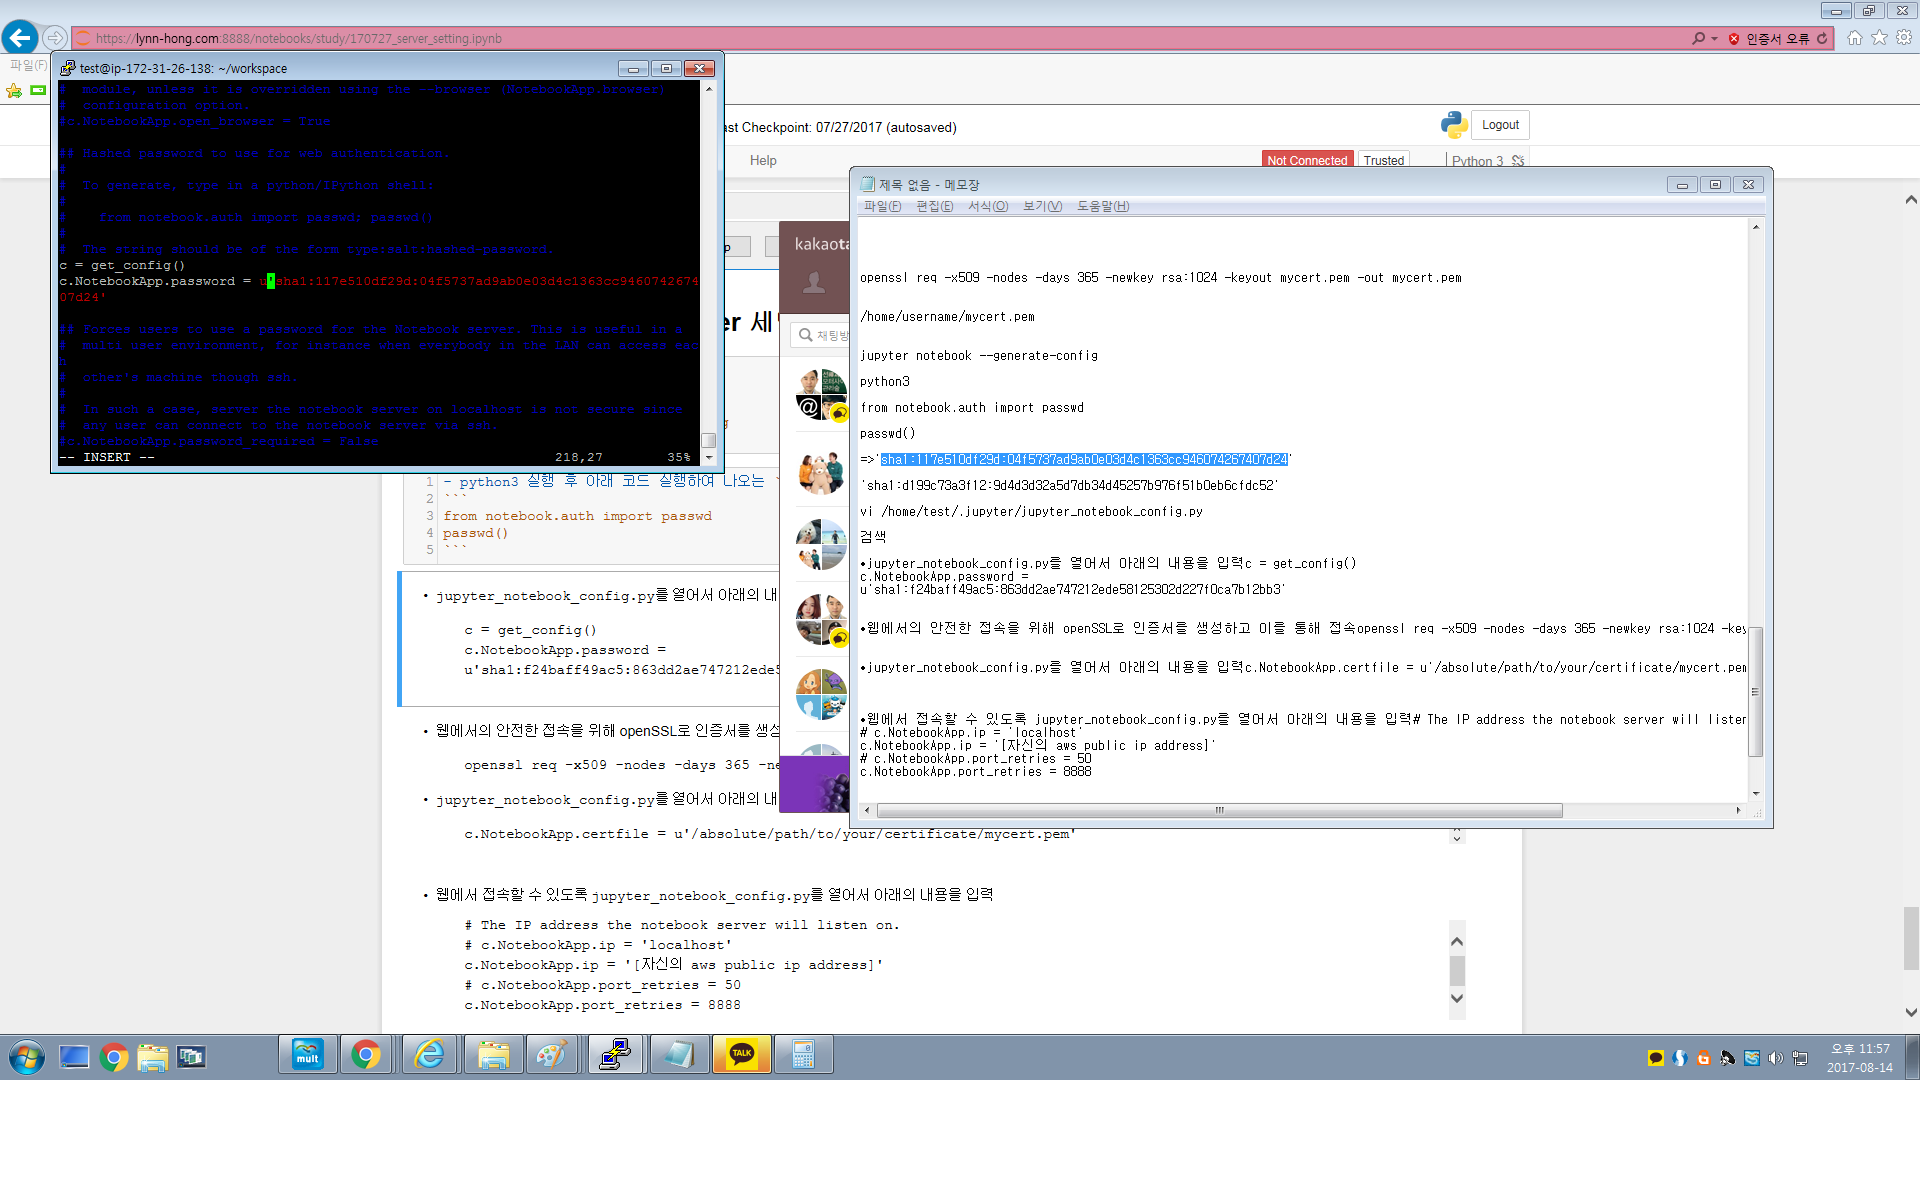 https://lynn-hong.com:8888/notebooks/study/170727_server_setting.ipynb
인증서 오류
파일(F)
test@ip-172-31-26-138: ~/workspace
#  module, unless it is overridden using the --browser (NotebookApp.browser)
#  configuration option.
#c.NotebookApp.open_browser = True
## Hashed password to use for web authentication.
#
#  To generate, type in a python/IPython shell:
#
#    from notebook.auth import passwd; passwd()
#
#  The string should be of the form type:salt:hashed-password.
c = get_config()
c.NotebookApp.password = u'sha1:117e510df29d:04f5737ad9ab0e03d4c1363cc9460742674
07d24'
## Forces users to use a password for the Notebook server. This is useful in a
#  multi user environment, for instance when everybody in the LAN can access eac
h
#  other's machine though ssh.
#
#  In such a case, server the notebook server on localhost is not secure since
#  any user can connect to the notebook server via ssh.
#c.NotebookApp.password_required = False
-- INSERT --
218,27
35%
ast Checkpoint: 07/27/2017 (autosaved)
Logout
Help
Not Connected
Trusted
Python 3
p
er 세
kakaota
채팅방
제목 없음 - 메모장
파일(F)
편집(E)
서식(O)
보기(V)
도움말(H)
openssl req -x509 -nodes -days 365 -newkey rsa:1024 -keyout mycert.pem -out mycert.pem
/home/username/mycert.pem
jupyter notebook --generate-config
python3
from notebook.auth import passwd
passwd()
=>'sha1:117e510df29d:04f5737ad9ab0e03d4c1363cc946074267407d24'
'sha1:d199c73a3f12:9d4d3d32a5d7db34d45257b976f51b0eb6cfdc52'
vi /home/test/.jupyter/jupyter_notebook_config.py
검색
•jupyter_notebook_config.py를 열어서 아래의 내용을 입력c = get_config()
c.NotebookApp.password =
u'sha1:f24baff49ac5:863dd2ae747212ede58125302d227f0ca7b12bb3'
•웹에서의 안전한 접속을 위해 openSSL로 인증서를 생성하고 이를 통해 접속openssl req -x509 -nodes -days 365 -newkey rsa:1024 -key
•jupyter_notebook_config.py를 열어서 아래의 내용을 입력c.NotebookApp.certfile = u'/absolute/path/to/your/certificate/mycert.pem
•웹에서 접속할 수 있도록 jupyter_notebook_config.py를 열어서 아래의 내용을 입력# The IP address the notebook server will listen
# c.NotebookApp.ip = 'localhost'
c.NotebookApp.ip = '[자신의 aws public ip address]'
# c.NotebookApp.port_retries = 50
c.NotebookApp.port_retries = 8888
1 - python3 실행 후 아래 코드 실행하여 나오는 `
2 ```
3 from notebook.auth import passwd
4 passwd()
5 ```
• jupyter_notebook_config.py를 열어서 아래의 내
c = get_config()
c.NotebookApp.password =
u'sha1:f24baff49ac5:863dd2ae747212ede5
• 웹에서의 안전한 접속을 위해 openSSL로 인증서를 생성
openssl req -x509 -nodes -days 365 -ne
• jupyter_notebook_config.py를 열어서 아래의 내
c.NotebookApp.certfile = u'/absolute/path/to/your/certificate/mycert.pem'
• 웹에서 접속할 수 있도록 jupyter_notebook_config.py를 열어서 아래의 내용을 입력
# The IP address the notebook server will listen on.
# c.NotebookApp.ip = 'localhost'
c.NotebookApp.ip = '[자신의 aws public ip address]'
# c.NotebookApp.port_retries = 50
c.NotebookApp.port_retries = 8888
mult
TALK
오후 11:57
2017-08-14